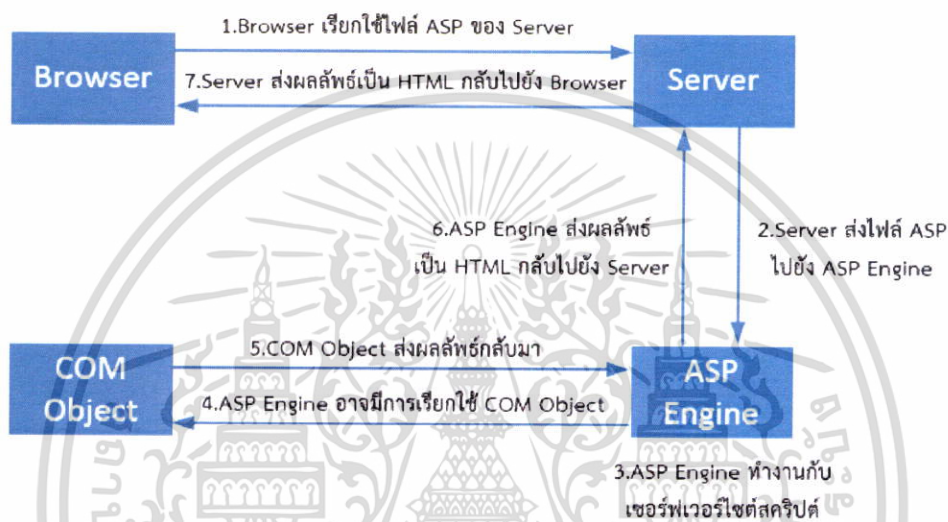 1.Browser เรียกใช้ไฟล์ ASP ของ Server
Browser
7.Server ส่งผลลัพธ์เป็น HTML กลับไปยัง Browser
Server
6.ASP Engine ส่งผลลัพธ์
เป็น HTML กลับไปยัง Server
2.Server ส่งไฟล์ ASP
ไปยัง ASP Engine
COM
Object
5.COM Object ส่งผลลัพธ์กลับมา
4.ASP Engine อาจมีการเรียกใช้ COM Object
ASP
Engine
3.ASP Engine ทำงานกับ
เซอร์ฟเวอร์ไซต์สคริปต์